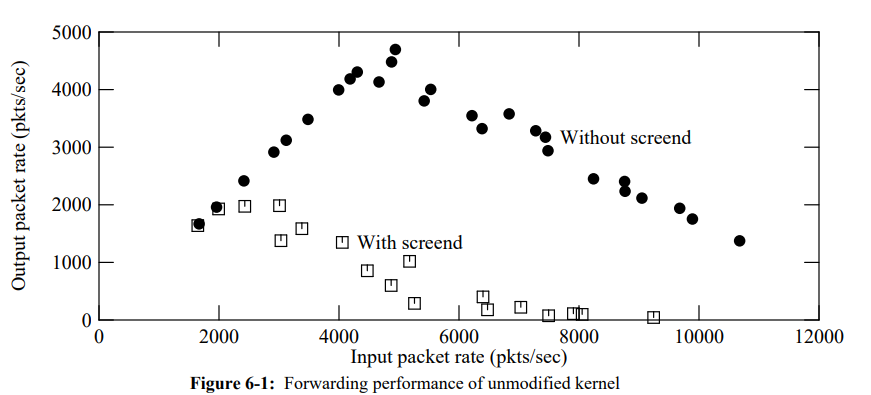 5000
4000
3000
2000
1000
0
Output packet rate (pkts/sec)
Without screend
With screend
0 2000 4000 6000 8000 10000 12000
Input packet rate (pkts/sec)
Figure 6-1: Forwarding performance of unmodified kernel